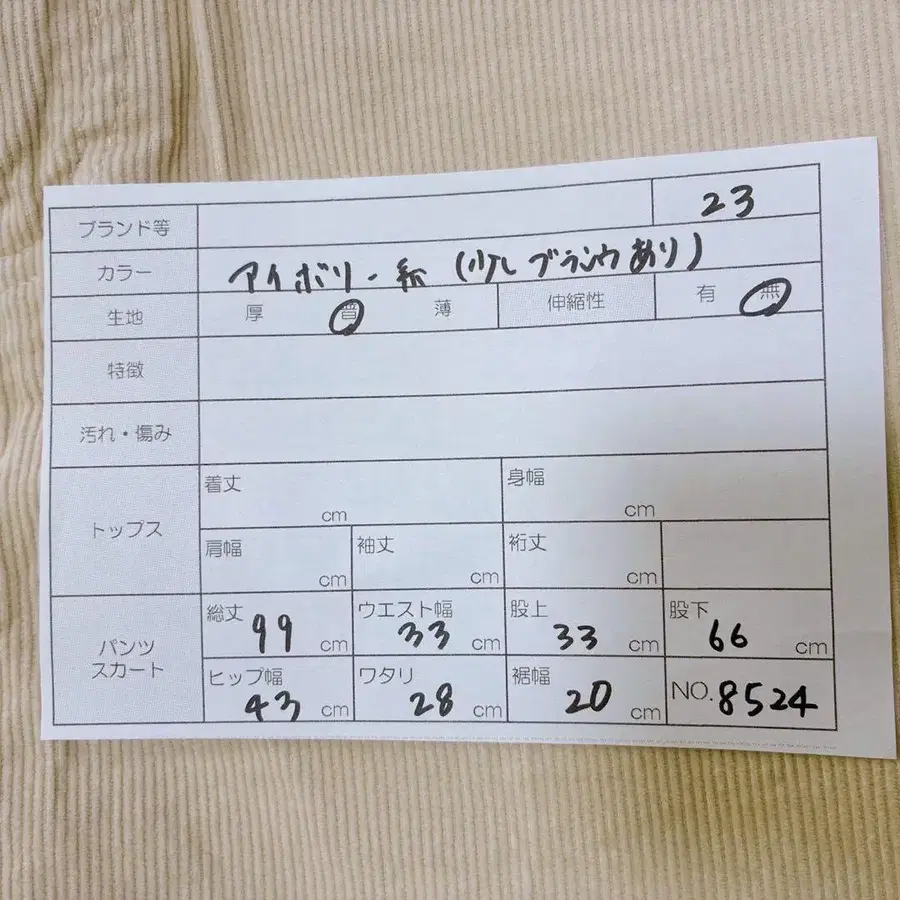 ブランド等 23
カラー アイボリー系 (少しブラウンあり)
生地 厚 普 薄 伸縮性 有 無
特徴
汚れ・傷み
トップス 着丈 cm 身幅 cm
肩幅 cm 袖丈 cm 裄丈 cm
パンツ スカート 総丈 99 cm ウエスト幅 33 cm 股上 33 cm 股下 66 cm
ヒップ幅 43 cm ワタリ 28 cm 裾幅 20 cm NO. 8524